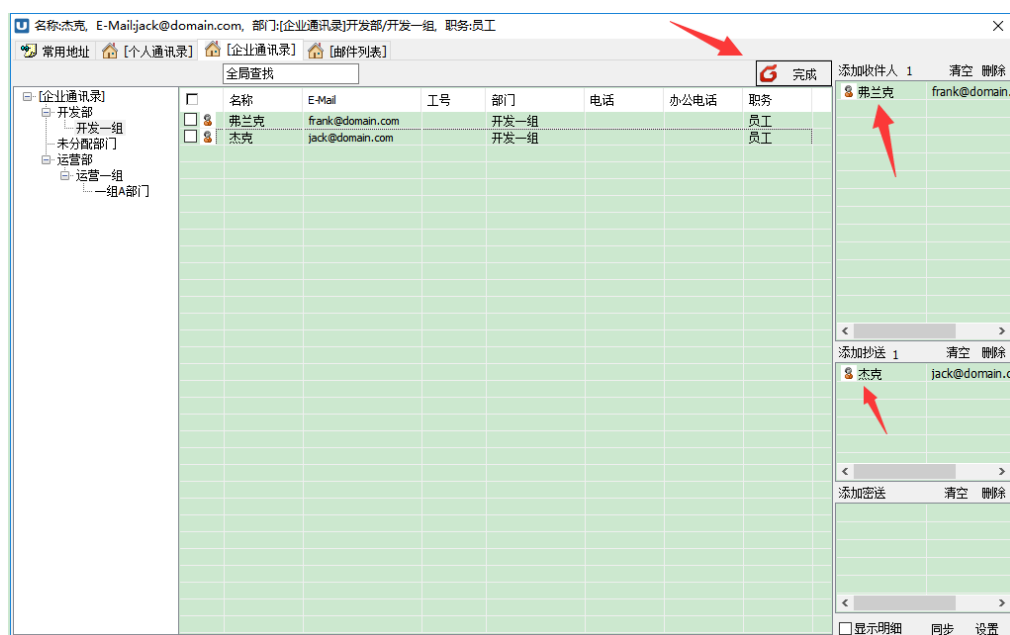 名称:杰克, E-Mail:jack@domain.com, 部门:[企业通讯录]开发部/开发一组, 职务:员工
常用地址 [个人通讯录] [企业通讯录] [邮件列表]
全局查找 完成
[企业通讯录]
开发部
开发一组
未分配部门
运营部
运营一组
一组A部门
名称 E-Mail 工号 部门 电话 办公电话 职务
弗兰克 frank@domain.com 开发一组 员工
杰克 jack@domain.com 开发一组 员工
添加收件人 1 清空 删除
弗兰克 frank@domain.
添加抄送 1 清空 删除
杰克 jack@domain.c
添加密送 清空 删除
显示明细 同步 设置